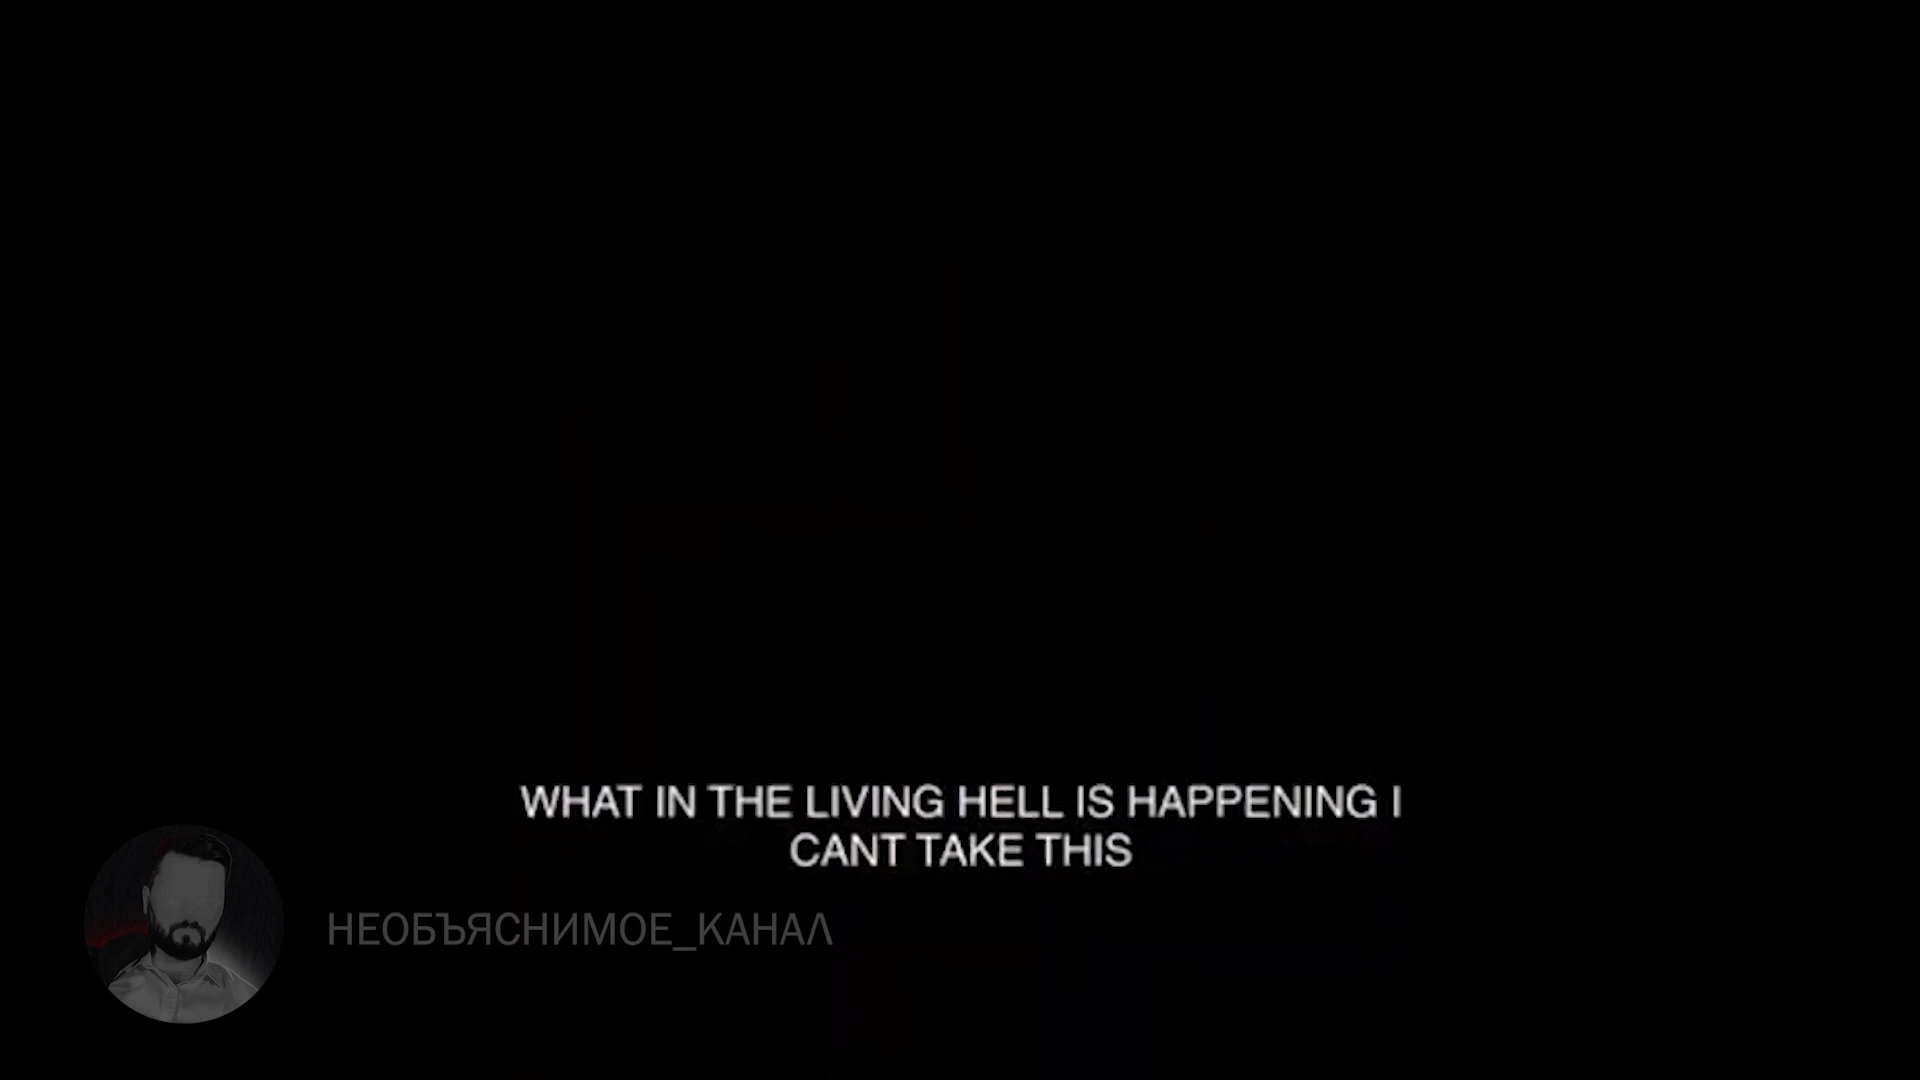 WHAT IN THE LIVING HELL IS HAPPENING I
CANT TAKE THIS
НЕОБЪЯСНИМОЕ_КАНАЛ